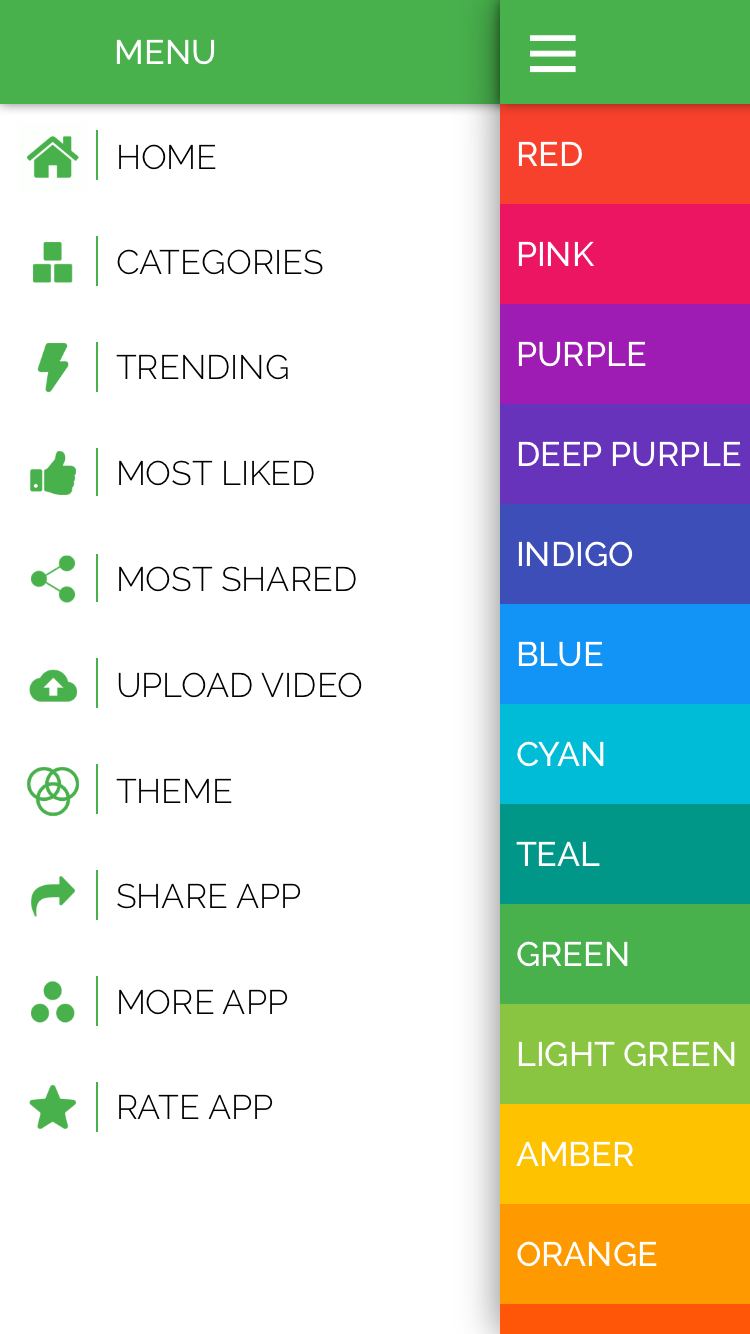 MENU
HOME
CATEGORIES
TRENDING
MOST LIKED
MOST SHARED
UPLOAD VIDEO
THEME
SHARE APP
MORE APP
RATE APP
RED
PINK
PURPLE
DEEP PURPLE
INDIGO
BLUE
CYAN
TEAL
GREEN
LIGHT GREEN
AMBER
ORANGE